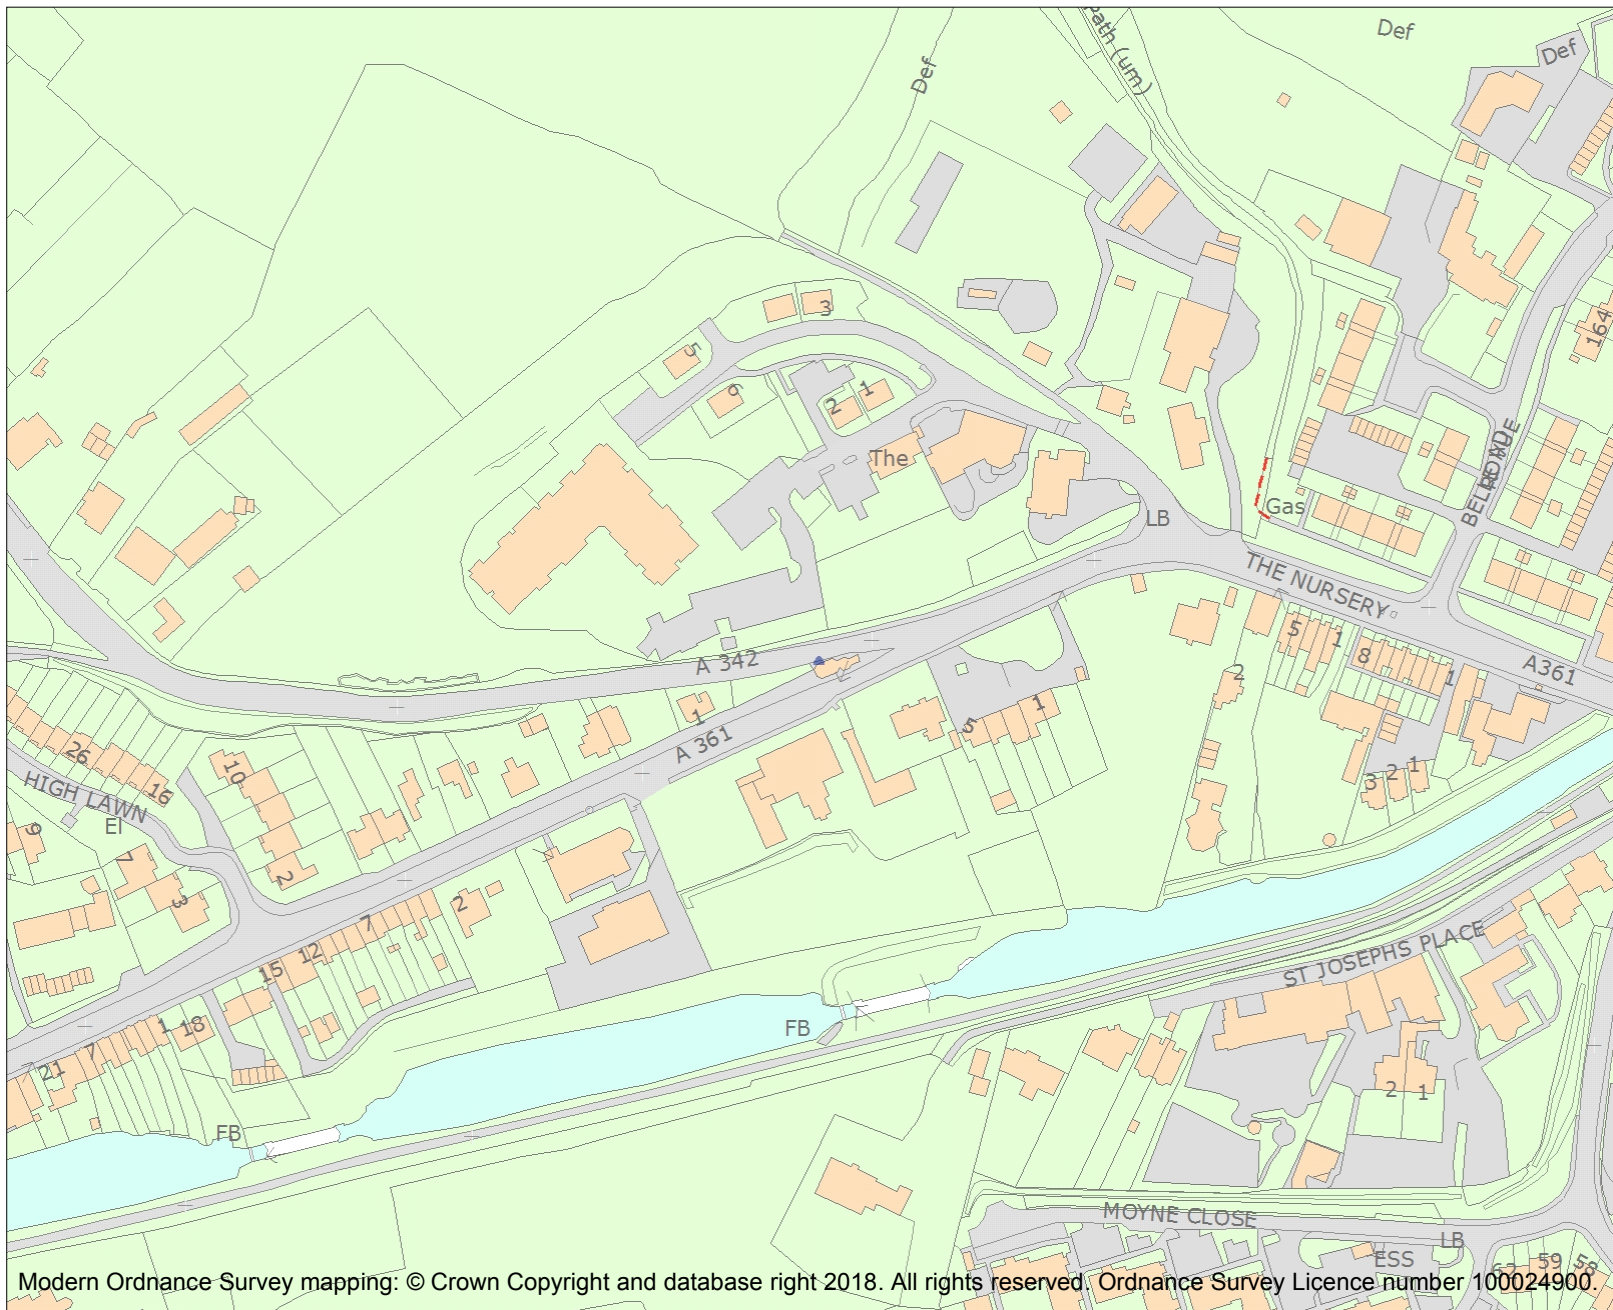 Path (um)
Def
Def
Def
164
3
5
6
2
1
The
LB
Gas
BELLE VUE
ROAD
THE NURSERY
5
1
8
1
A361
A 342
1
A 361
5
1
2
3
2
1
26
16
HIGH LAWN
El
9
7
3
10
2
2
7
12
15
18
1
7
21
FB
FB
ST JOSEPHS PLACE
2
1
MOYNE CLOSE
LB
ESS
59
58
Modern Ordnance Survey mapping: © Crown Copyright and database right 2018. All rights reserved. Ordnance Survey Licence number 100024900.